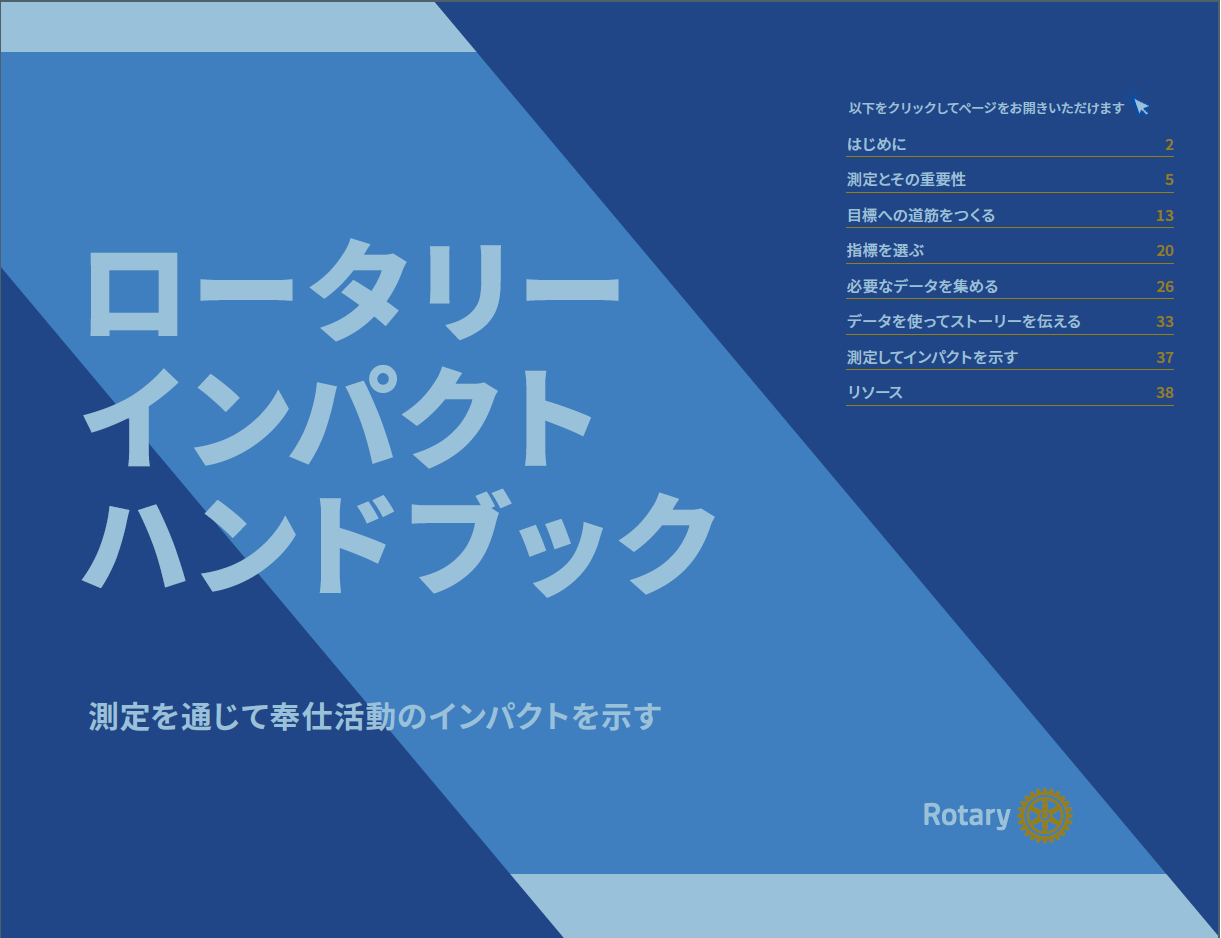 以下をクリックしてページをお開きいただけます
はじめに 2
測定とその重要性 5
目標への道筋をつくる 13
指標を選ぶ 20
必要なデータを集める 26
データを使ってストーリーを伝える 33
測定してインパクトを示す 37
リソース 38
ロータリー
インパクト
ハンドブック
測定を通じて奉仕活動のインパクトを示す
Rotary